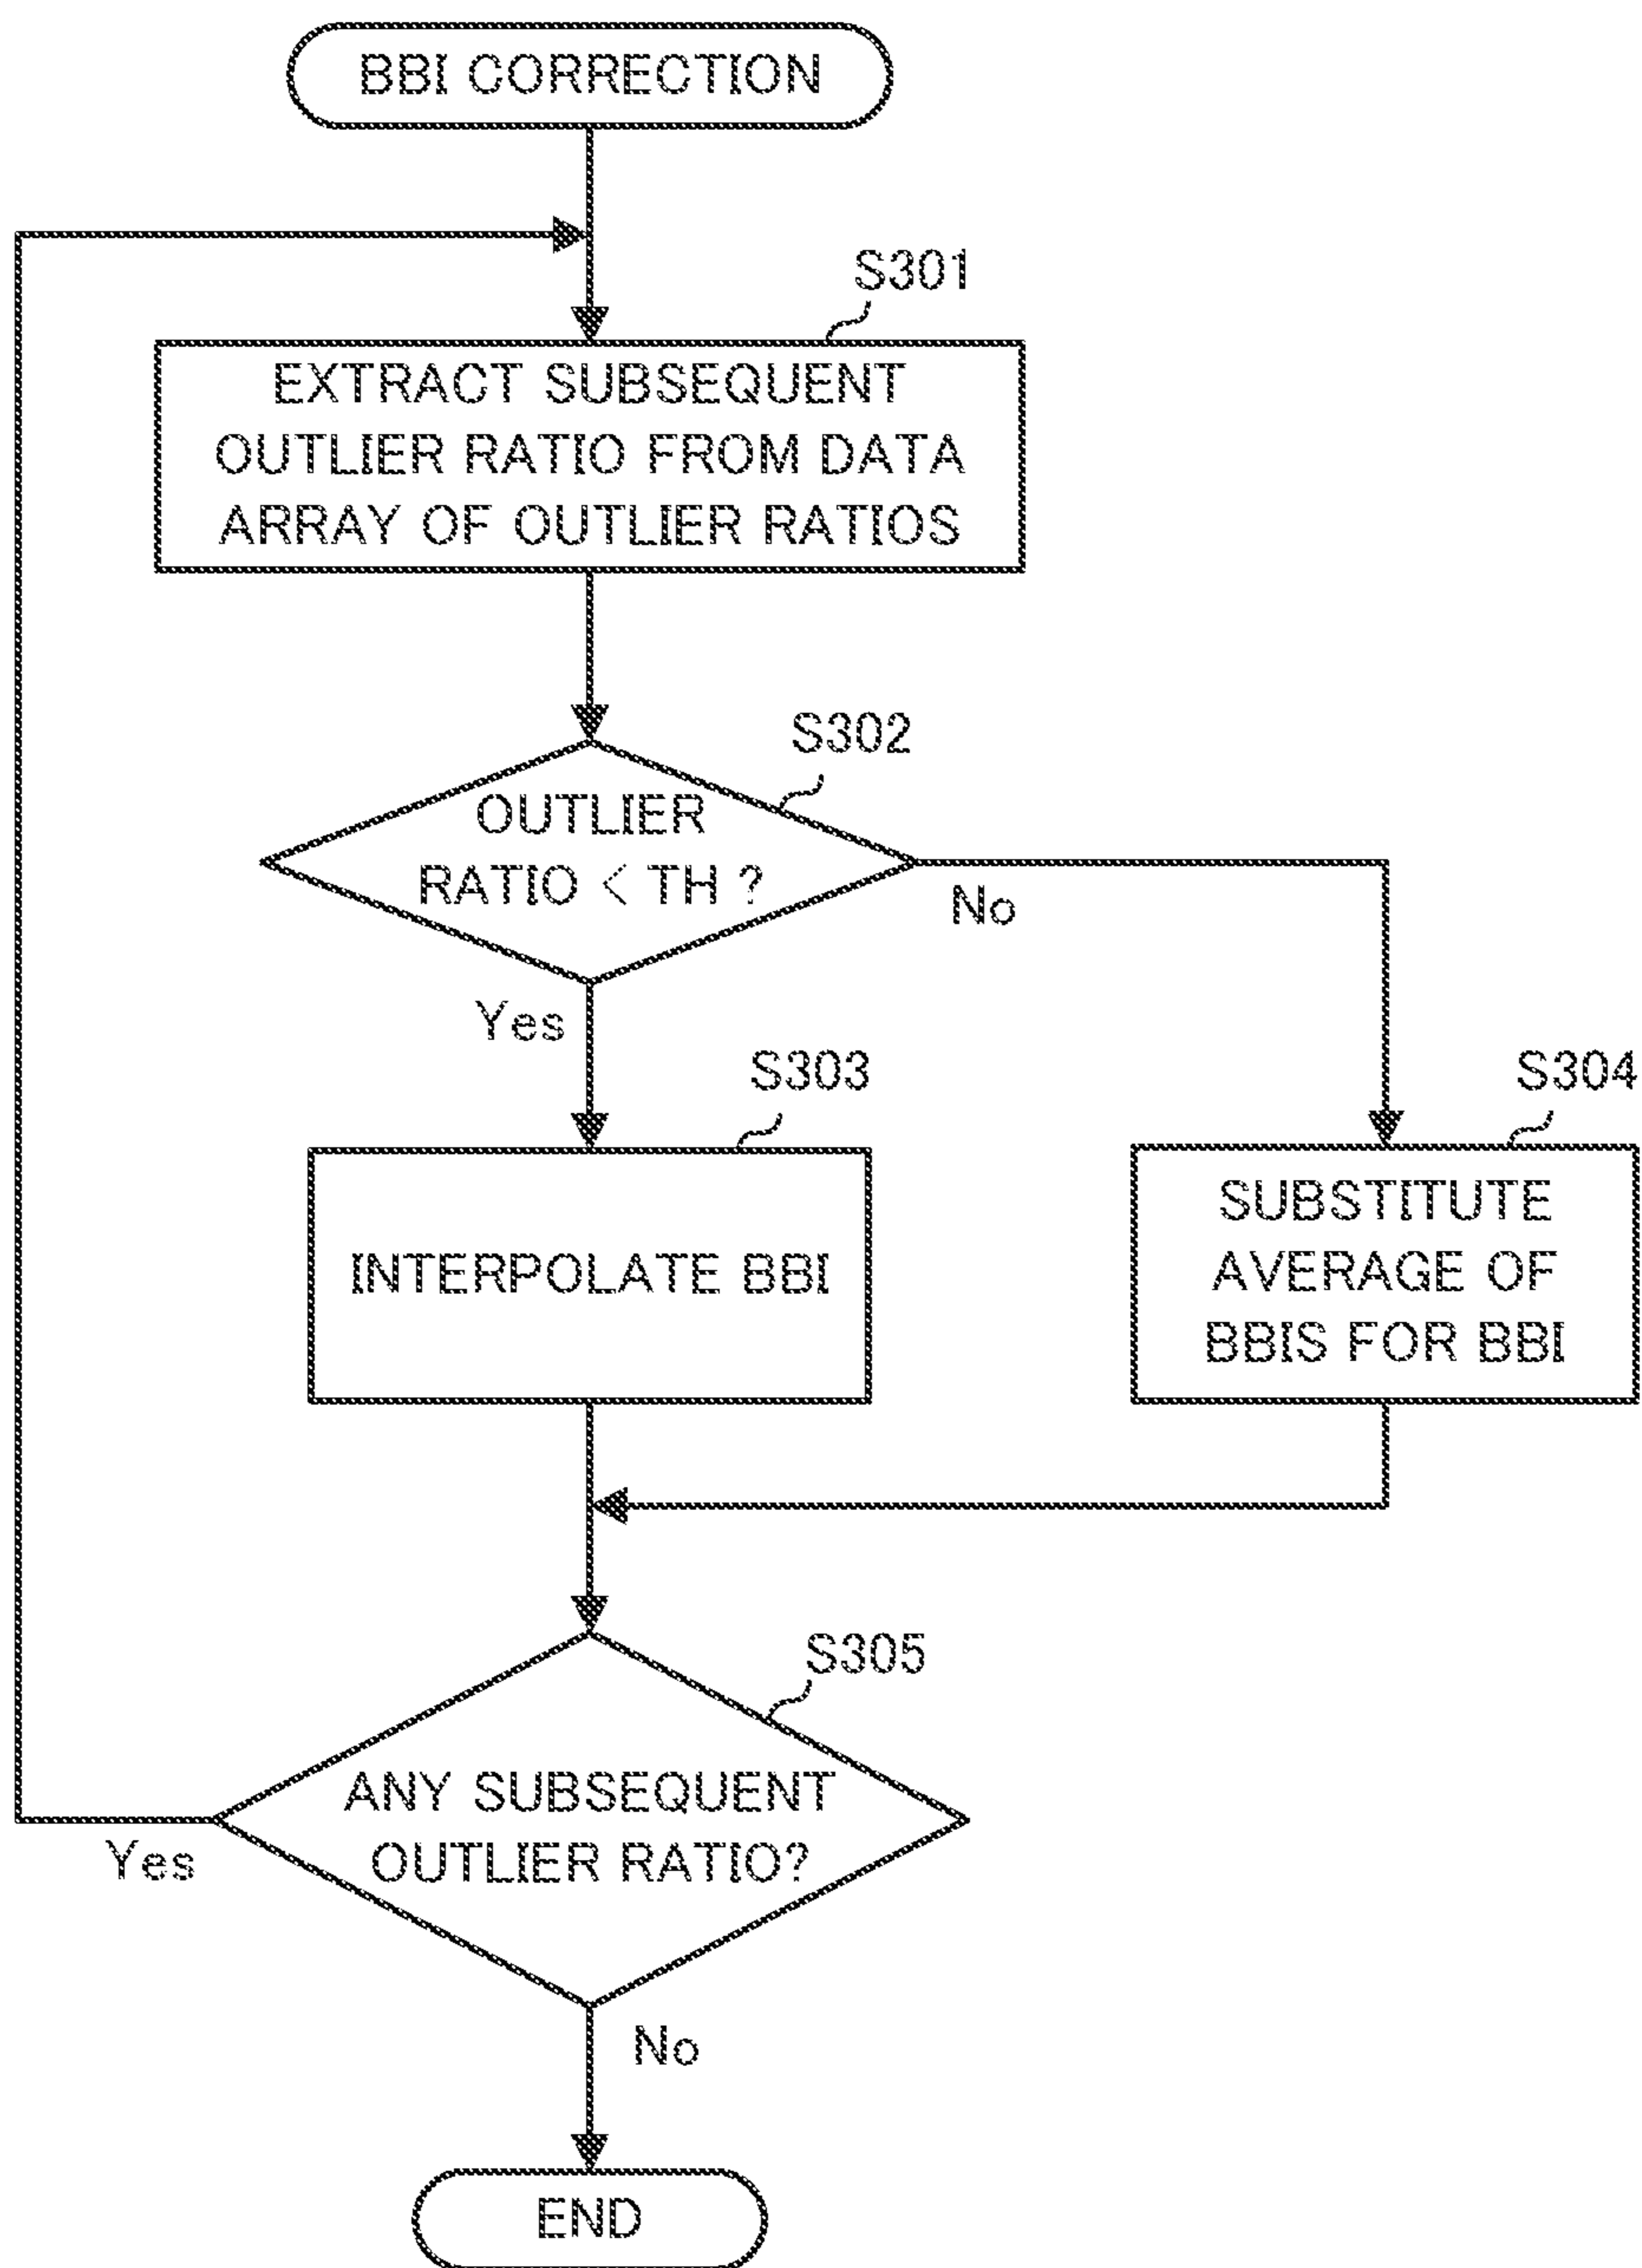 BBI CORRECTION
S301
EXTRACT SUBSEQUENT
OUTLIER RATIO FROM DATA
ARRAY OF OUTLIER RATIOS
S302
OUTLIER
RATIO < TH ?
No
Yes
S303
INTERPOLATE BBI
S304
SUBSTITUTE
AVERAGE OF
BBIS FOR BBI
S305
ANY SUBSEQUENT
OUTLIER RATIO?
Yes
No
END